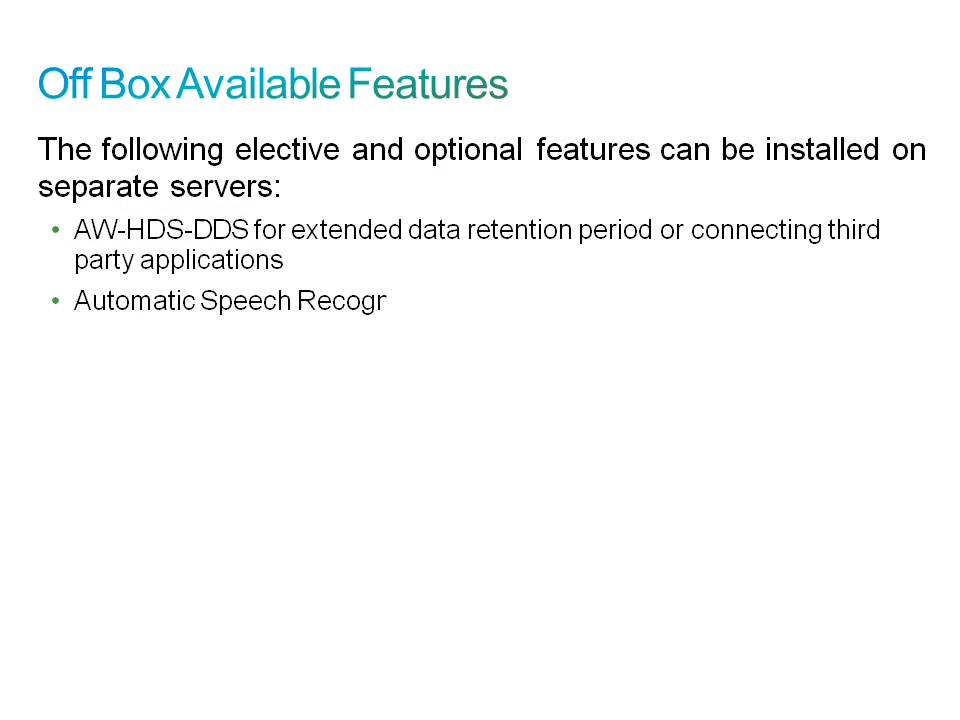 Off Box Available Features
The following elective and optional features can be installed on
separate servers:
• AW-HDS-DDS for extended data retention period or connecting third
party applications
• Automatic Speech Recogr